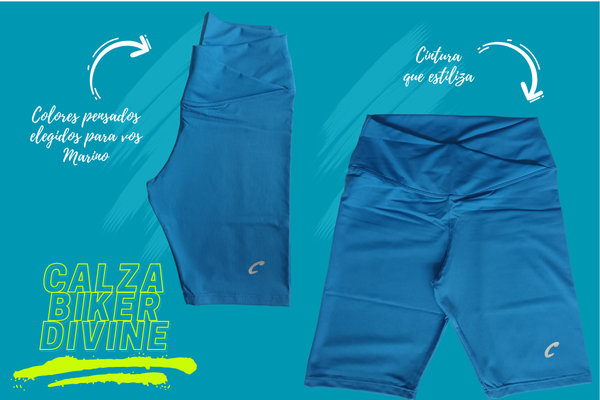 Colores pensados
elegidos para vos
Marino
Cintura
que estiliza
CALZA
BIKER
DIVINE
C
C